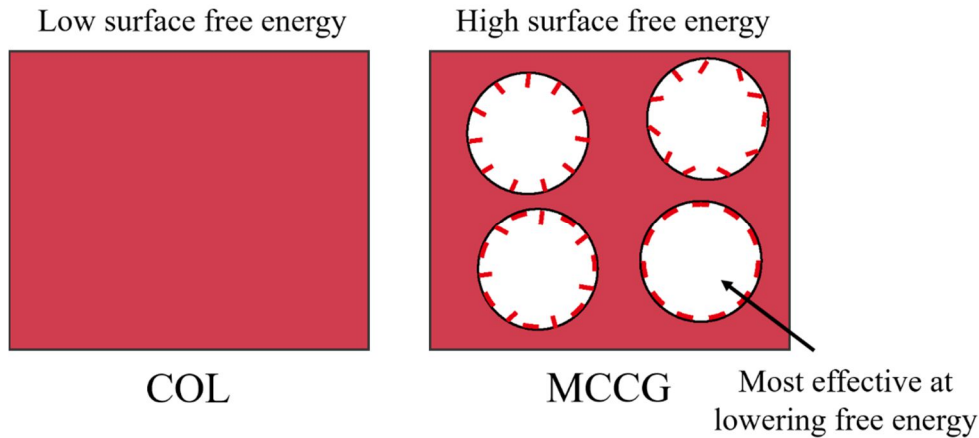 Low surface free energy
High surface free energy
COL
MCCG
Most effective at
lowering free energy